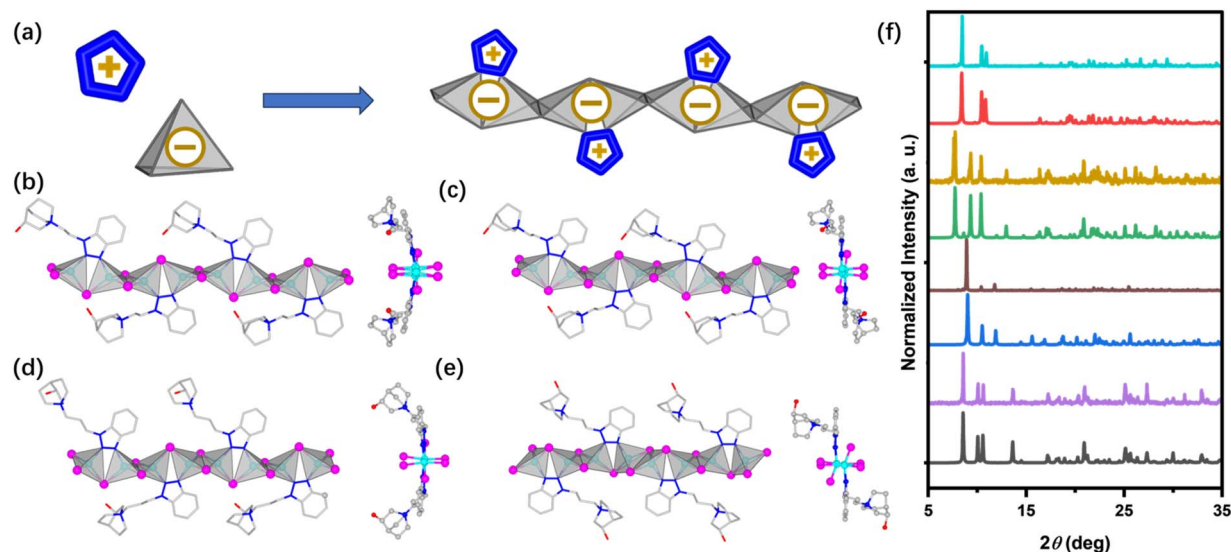 (a)
+
−
+
−
−
+
−
−
+
+
(b)
(c)
(d)
(e)
(f)
Normalized Intensity (a. u.)
5 15 25 35
2θ (deg)